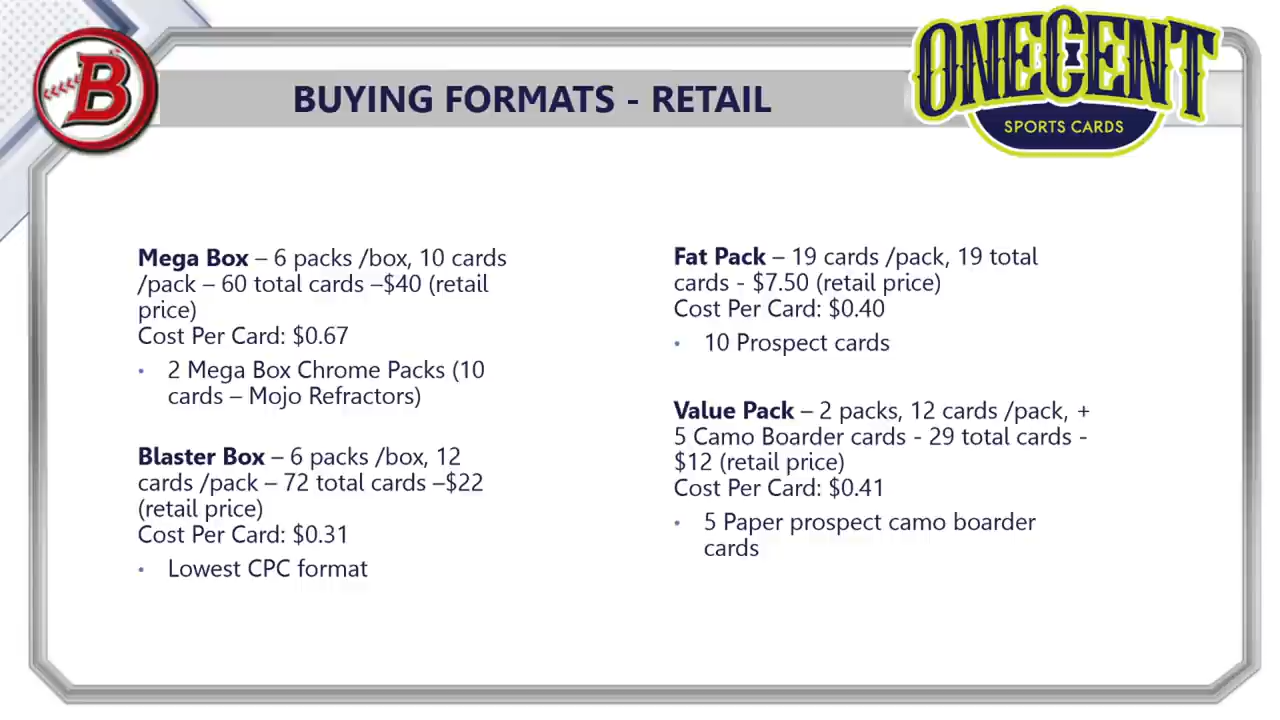 B
ONECENT
SPORTS CARDS
BUYING FORMATS - RETAIL
Mega Box – 6 packs /box, 10 cards
/pack – 60 total cards –$40 (retail
price)
Cost Per Card: $0.67
• 2 Mega Box Chrome Packs (10
cards – Mojo Refractors)
Blaster Box – 6 packs /box, 12
cards /pack – 72 total cards –$22
(retail price)
Cost Per Card: $0.31
• Lowest CPC format
Fat Pack – 19 cards /pack, 19 total
cards - $7.50 (retail price)
Cost Per Card: $0.40
• 10 Prospect cards
Value Pack – 2 packs, 12 cards /pack, +
5 Camo Boarder cards - 29 total cards -
$12 (retail price)
Cost Per Card: $0.41
• 5 Paper prospect camo boarder
cards